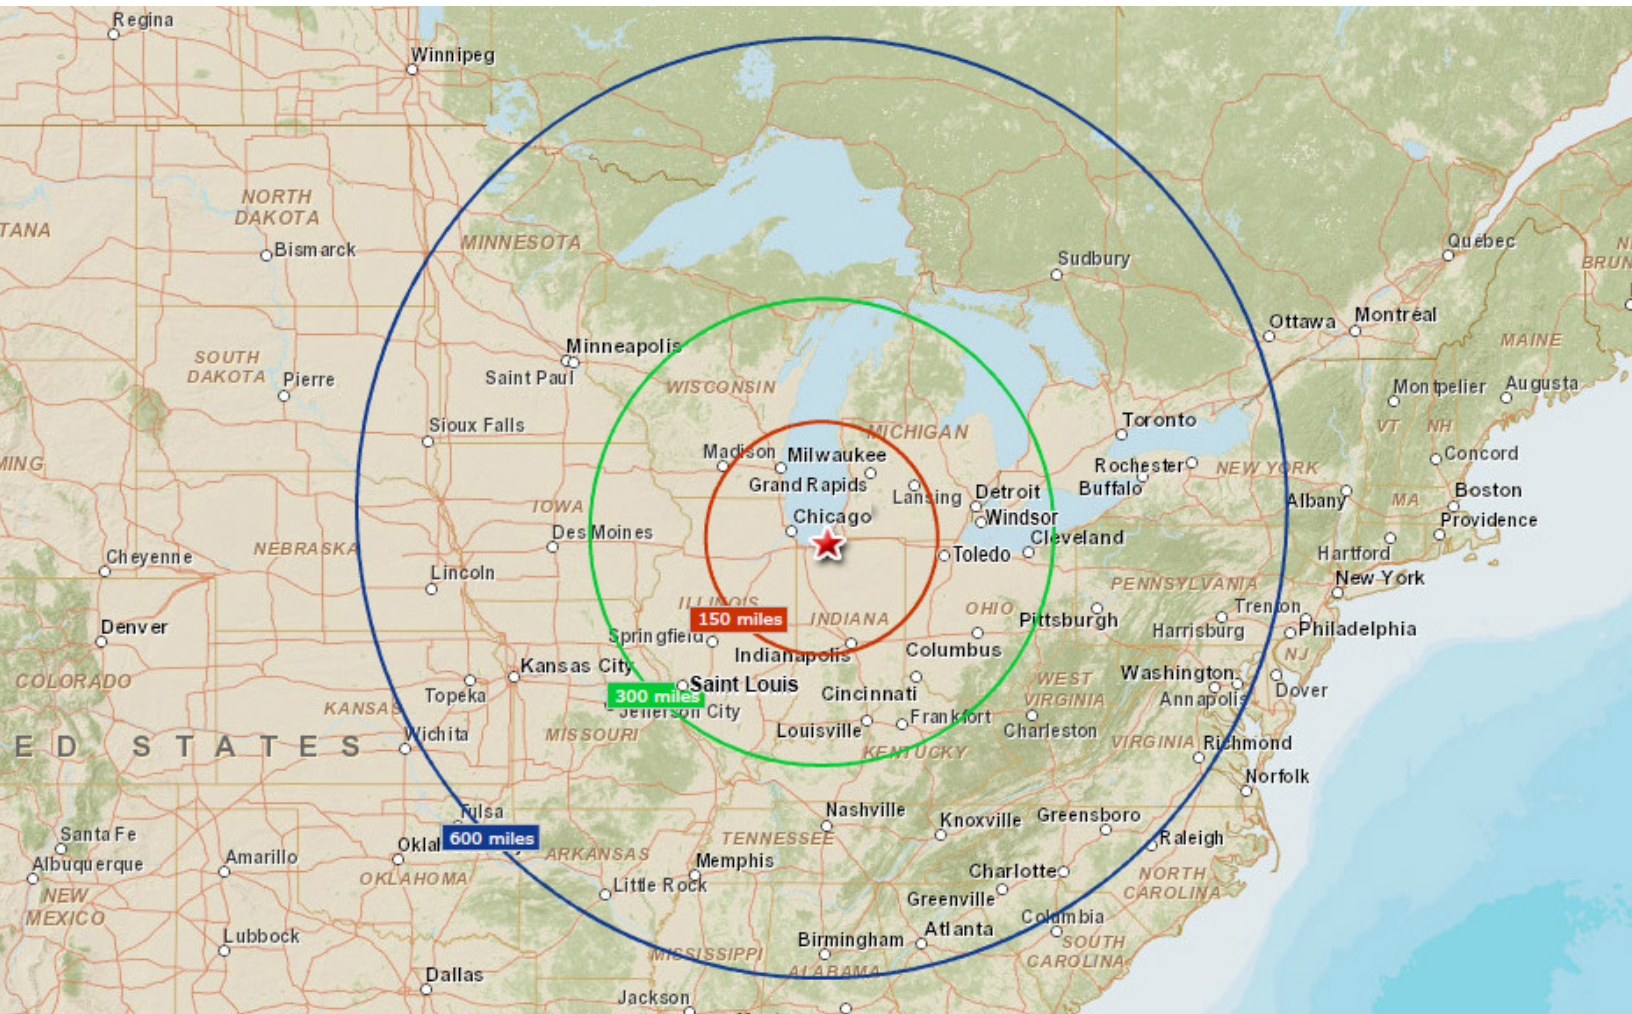 Regina
Winnipeg
NORTH
DAKOTA
TANA
Bismarck
MINNESOTA
Sudbury
Québec
BRUN
Ottawa
Montréal
MAINE
Minneapolis
Saint Paul
SOUTH
DAKOTA
Pierre
WISCONSIN
Montpelier
Augusta
Sioux Falls
MICHIGAN
Toronto
VT
NH
Madison
Milwaukee
Concord
MING
Rochester
NEW YORK
Grand Rapids
Lansing
Detroit
Buffalo
Albany
MA
Boston
IOWA
Chicago
Windsor
Providence
Des Moines
Cleveland
Hartford
NEBRASKA
Cheyenne
Toledo
Lincoln
PENNSYLVANIA
New York
ILLINOIS
150 miles
INDIANA
OHIO
Pittsburgh
Trenton
Harrisburg
Philadelphia
Denver
Springfield
Indianapolis
Columbus
NJ
Kansas City
Washington
COLORADO
Topeka
Saint Louis
300 miles
Cincinnati
WEST
VIRGINIA
Annapolis
Dover
KANSAS
Jefferson City
Frankfort
Louisville
Charleston
Wichita
ED STATES
MISSOURI
KENTUCKY
VIRGINIA
Richmond
Norfolk
Tulsa
Nashville
Knoxville
Greensboro
Santa Fe
600 miles
TENNESSEE
Raleigh
Oklah
Albuquerque
Amarillo
ARKANSAS
Memphis
Charlotte
OKLAHOMA
Little Rock
NORTH
CAROLINA
NEW
MEXICO
Greenville
Columbia
Lubbock
Birmingham
Atlanta
MISSISSIPPI
ALABAMA
SOUTH
CAROLINA
Dallas
Jackson